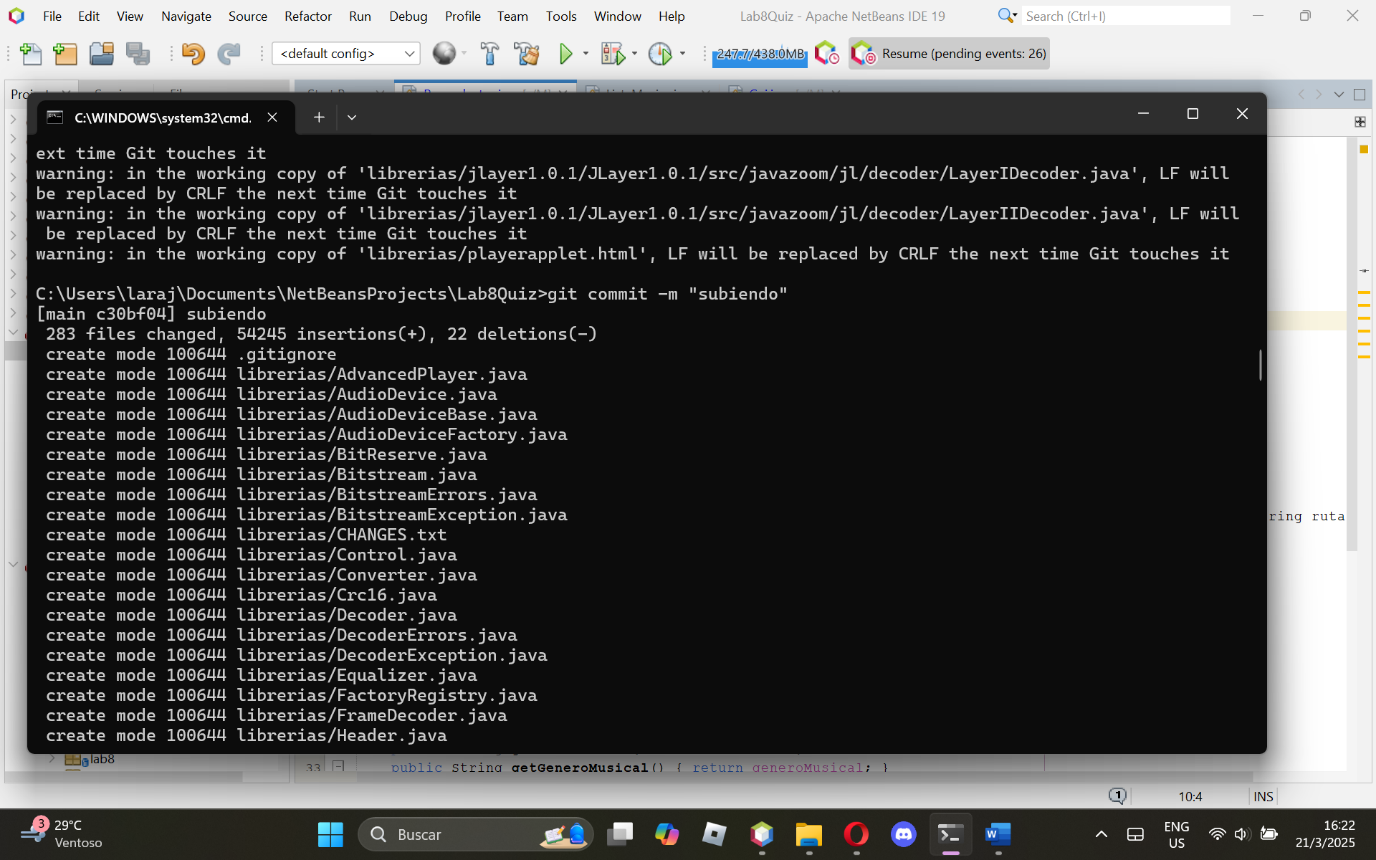 File Edit View Navigate Source Refactor Run Debug Profile Team Tools Window Help
Lab8Quiz - Apache NetBeans IDE 19
Search (Ctrl+I)
<default config>
247.7/438.0MB
Resume (pending events: 26)
C:\WINDOWS\system32\cmd.
ext time Git touches it
warning: in the working copy of 'librerias/jlayer1.0.1/JLayer1.0.1/src/javazoom/jl/decoder/LayerIDecoder.java', LF will
be replaced by CRLF the next time Git touches it
warning: in the working copy of 'librerias/jlayer1.0.1/JLayer1.0.1/src/javazoom/jl/decoder/LayerIIDecoder.java', LF will
be replaced by CRLF the next time Git touches it
warning: in the working copy of 'librerias/playerapplet.html', LF will be replaced by CRLF the next time Git touches it
C:\Users\laraj\Documents\NetBeansProjects\Lab8Quiz>git commit -m "subiendo"
[main c30bf04] subiendo
283 files changed, 54245 insertions(+), 22 deletions(-)
create mode 100644 .gitignore
create mode 100644 librerias/AdvancedPlayer.java
create mode 100644 librerias/AudioDevice.java
create mode 100644 librerias/AudioDeviceBase.java
create mode 100644 librerias/AudioDeviceFactory.java
create mode 100644 librerias/BitReserve.java
create mode 100644 librerias/Bitstream.java
create mode 100644 librerias/BitstreamErrors.java
create mode 100644 librerias/BitstreamException.java
create mode 100644 librerias/CHANGES.txt
create mode 100644 librerias/Control.java
create mode 100644 librerias/Converter.java
create mode 100644 librerias/Crc16.java
create mode 100644 librerias/Decoder.java
create mode 100644 librerias/DecoderErrors.java
create mode 100644 librerias/DecoderException.java
create mode 100644 librerias/Equalizer.java
create mode 100644 librerias/FactoryRegistry.java
create mode 100644 librerias/FrameDecoder.java
create mode 100644 librerias/Header.java
ring ruta
lab8
33 public String getGeneroMusical() { return generoMusical; }
1
10:4
INS
3
29°C
Ventoso
Buscar
ENG
US
16:22
21/3/2025